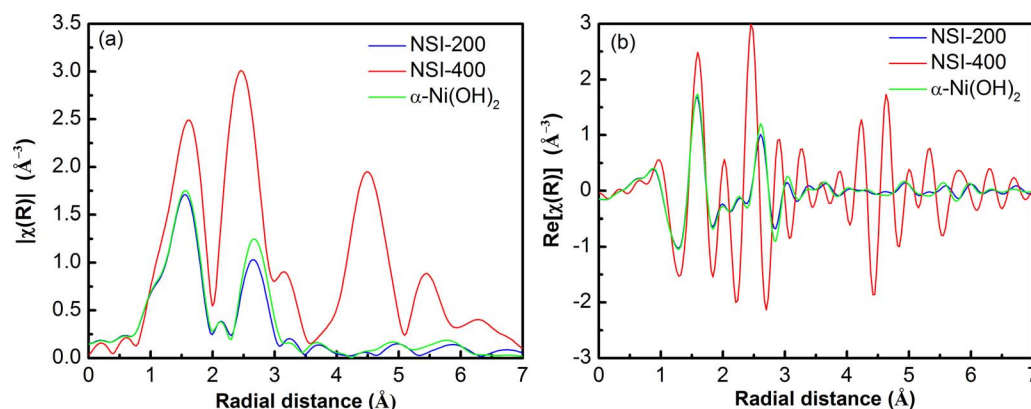 (a)
NSI-200
NSI-400
α-Ni(OH)₂
|χ(R)| (Å⁻³)
3.5
3.0
2.5
2.0
1.5
1.0
0.5
0.0
0 1 2 3 4 5 6 7
Radial distance (Å)
(b)
NSI-200
NSI-400
α-Ni(OH)₂
Re[χ(R)] (Å⁻³)
3
2
1
0
-1
-2
-3
0 1 2 3 4 5 6 7
Radial distance (Å)